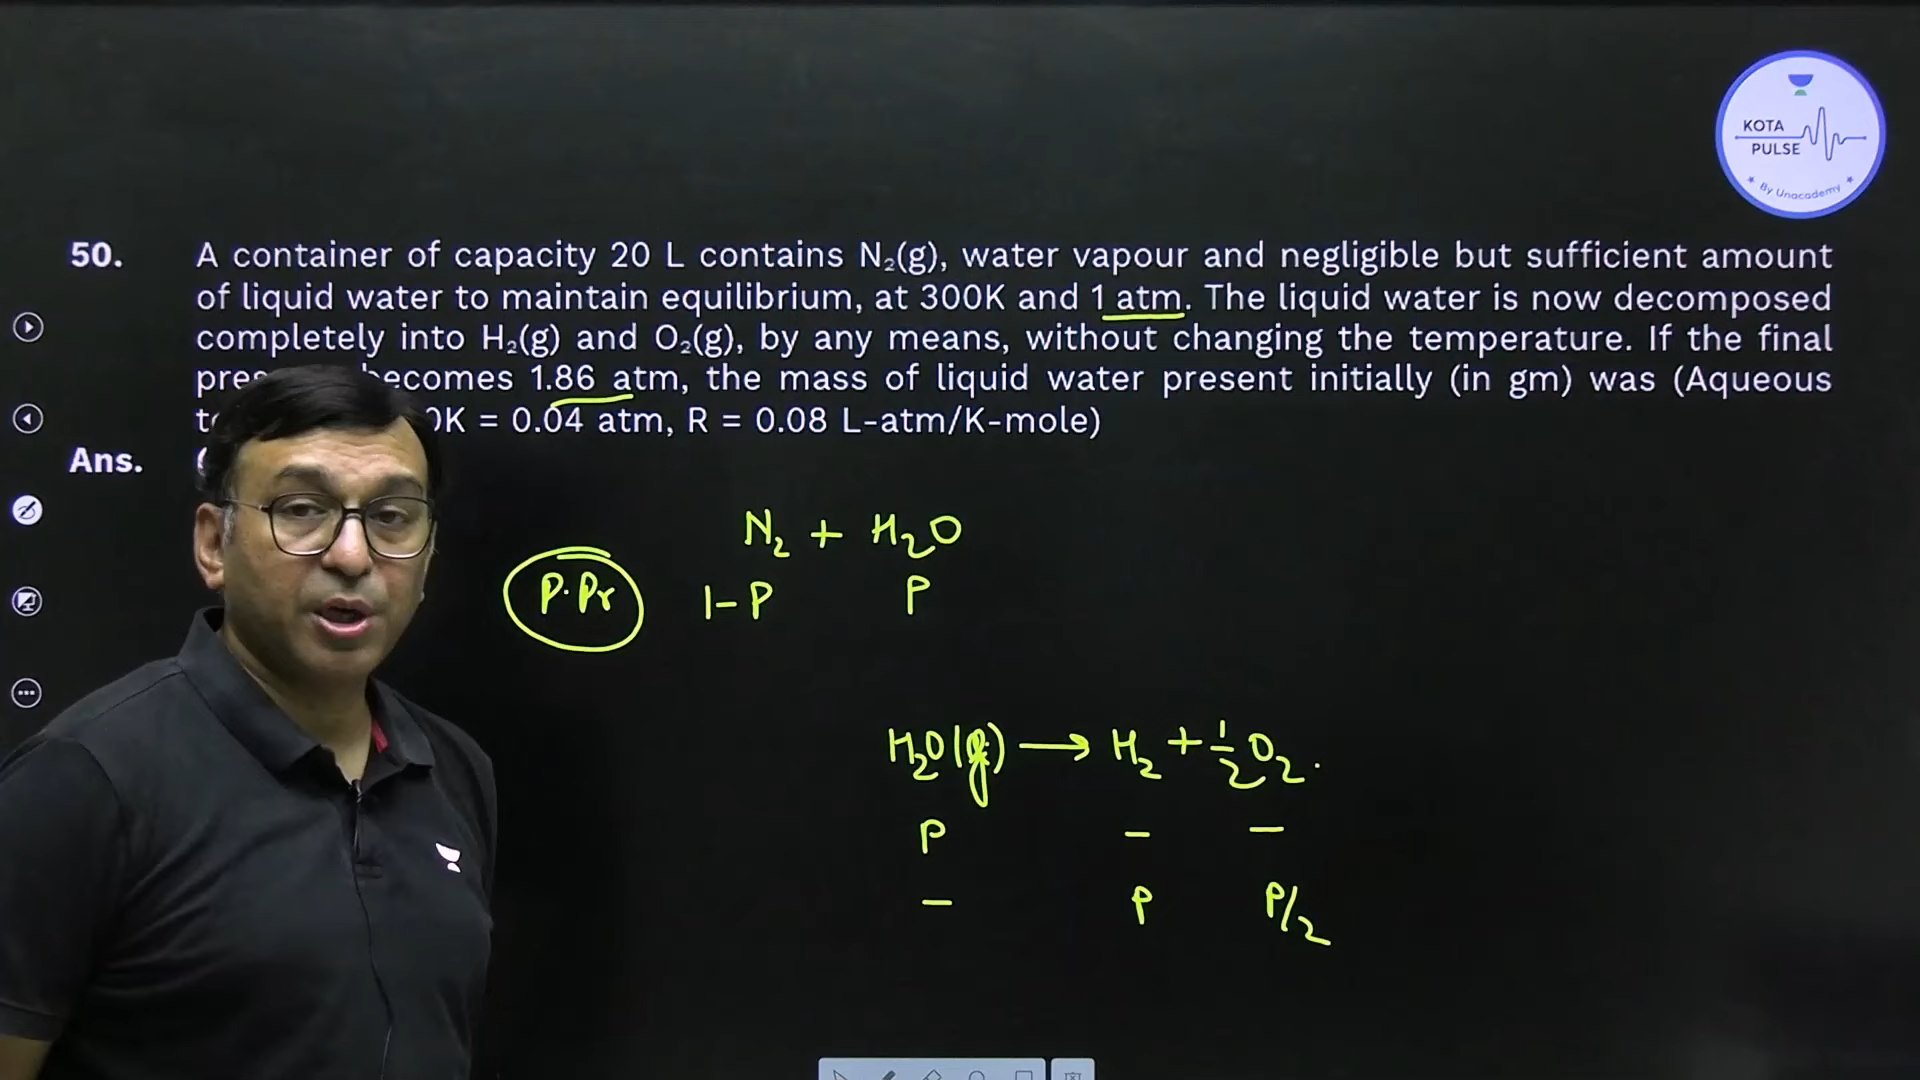 KOTA
PULSE
★ By Unacademy ★
50. A container of capacity 20 L contains N₂(g), water vapour and negligible but sufficient amount
of liquid water to maintain equilibrium, at 300K and 1 atm. The liquid water is now decomposed
completely into H₂(g) and O₂(g), by any means, without changing the temperature. If the final
pres becomes 1.86 atm, the mass of liquid water present initially (in gm) was (Aqueous
0K = 0.04 atm, R = 0.08 L-atm/K-mole)
Ans.
N₂ + H₂O
P.Pr 1-P P
H₂O(g) → H₂ + 1/2 O₂.
P - -
- P P/2